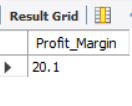 Result Grid
Profit_Margin
20.1